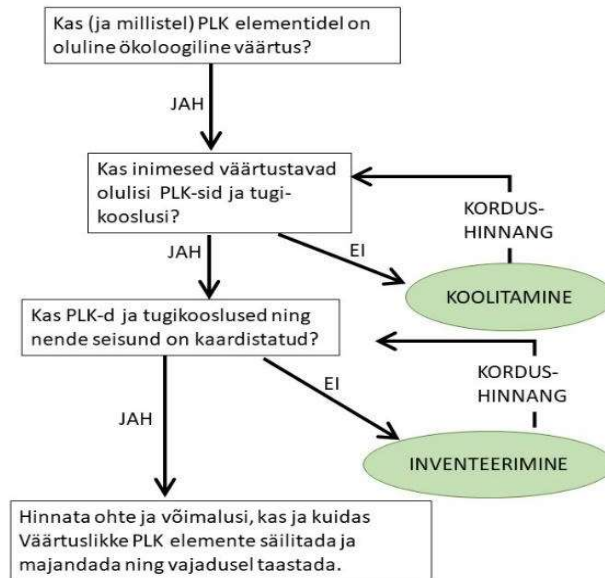 Kas (ja millistel) PLK elementidel on
oluline ökoloogiline väärtus?
JAH
Kas inimesed väärtustavad
olulisi PLK-sid ja tugi-
kooslusi?
KORDUS-
HINNANG
JAH
EI
KOOLITAMINE
Kas PLK-d ja tugikooslused ning
nende seisund on kaardistatud?
KORDUS-
HINNANG
EI
JAH
INVENTEERIMINE
Hinnata ohte ja võimalusi, kas ja kuidas
Väärtuslikke PLK elemente säilitada ja
majandada ning vajadusel taastada.